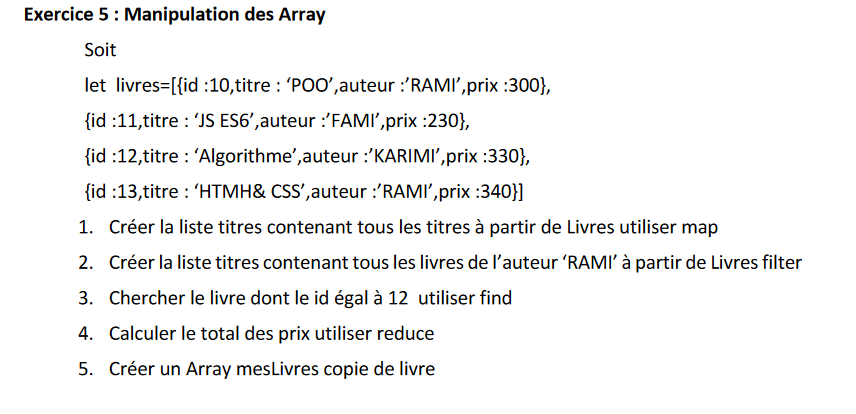 Exercice 5 : Manipulation des Array
Soit
let livres=[{id :10,titre : ‘POO’,auteur :’RAMI’,prix :300},
{id :11,titre : ‘JS ES6’,auteur :’FAMI’,prix :230},
{id :12,titre : ‘Algorithme’,auteur :’KARIMI’,prix :330},
{id :13,titre : ‘HTMH& CSS’,auteur :’RAMI’,prix :340}]
1. Créer la liste titres contenant tous les titres à partir de Livres utiliser map
2. Créer la liste titres contenant tous les livres de l’auteur ‘RAMI’ à partir de Livres filter
3. Chercher le livre dont le id égal à 12 utiliser find
4. Calculer le total des prix utiliser reduce
5. Créer un Array mesLivres copie de livre